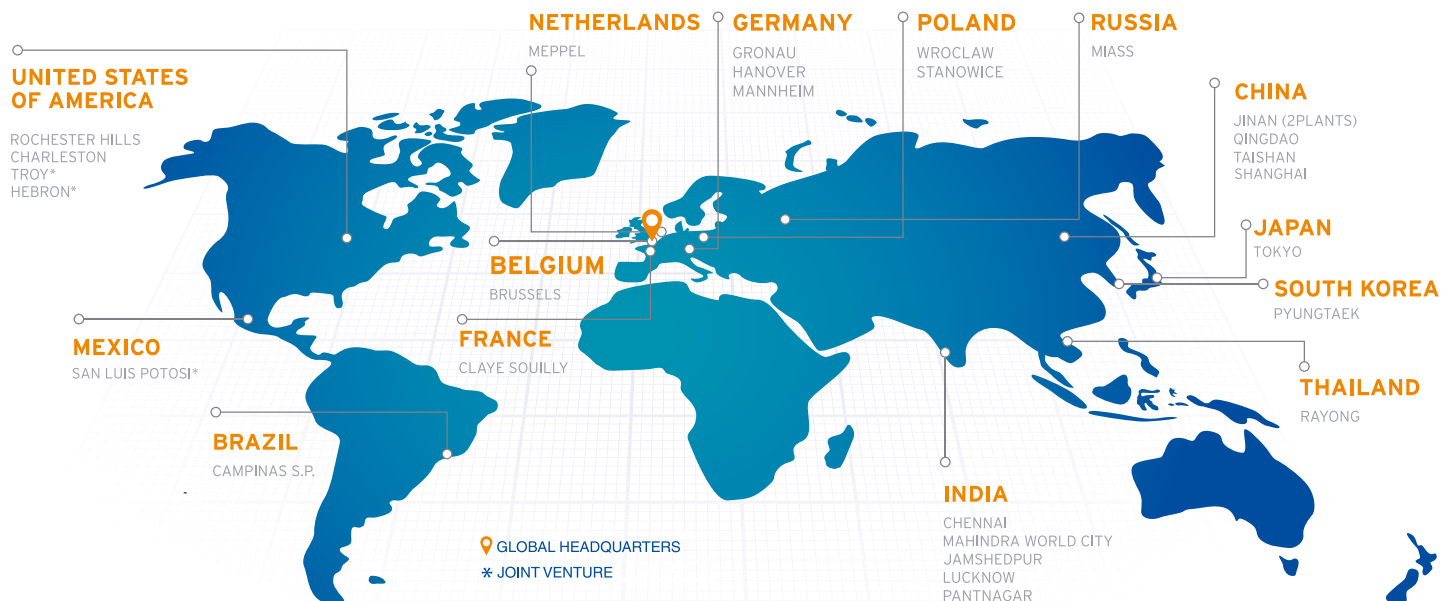 NETHERLANDS
MEPPEL
GERMANY
GRONAU
HANOVER
MANNHEIM
POLAND
WROCLAW
STANOWICE
RUSSIA
MIASS
UNITED STATES
OF AMERICA
ROCHESTER HILLS
CHARLESTON
TROY*
HEBRON*
CHINA
JINAN (2PLANTS)
QINGDAO
TAISHAN
SHANGHAI
JAPAN
TOKYO
BELGIUM
BRUSSELS
SOUTH KOREA
PYUNGTAEK
MEXICO
SAN LUIS POTOSI*
FRANCE
CLAYE SOUILLY
THAILAND
RAYONG
BRAZIL
CAMPINAS S.P.
INDIA
CHENNAI
MAHINDRA WORLD CITY
JAMSHEDPUR
LUCKNOW
PANTNAGAR
GLOBAL HEADQUARTERS
* JOINT VENTURE